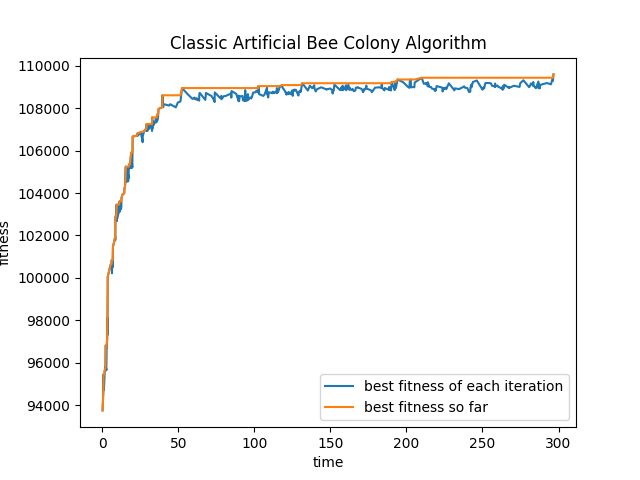 Classic Artificial Bee Colony Algorithm
110000
108000
106000
104000
102000
100000
98000
96000
94000
fitness
0 50 100 150 200 250 300
time
best fitness of each iteration
best fitness so far